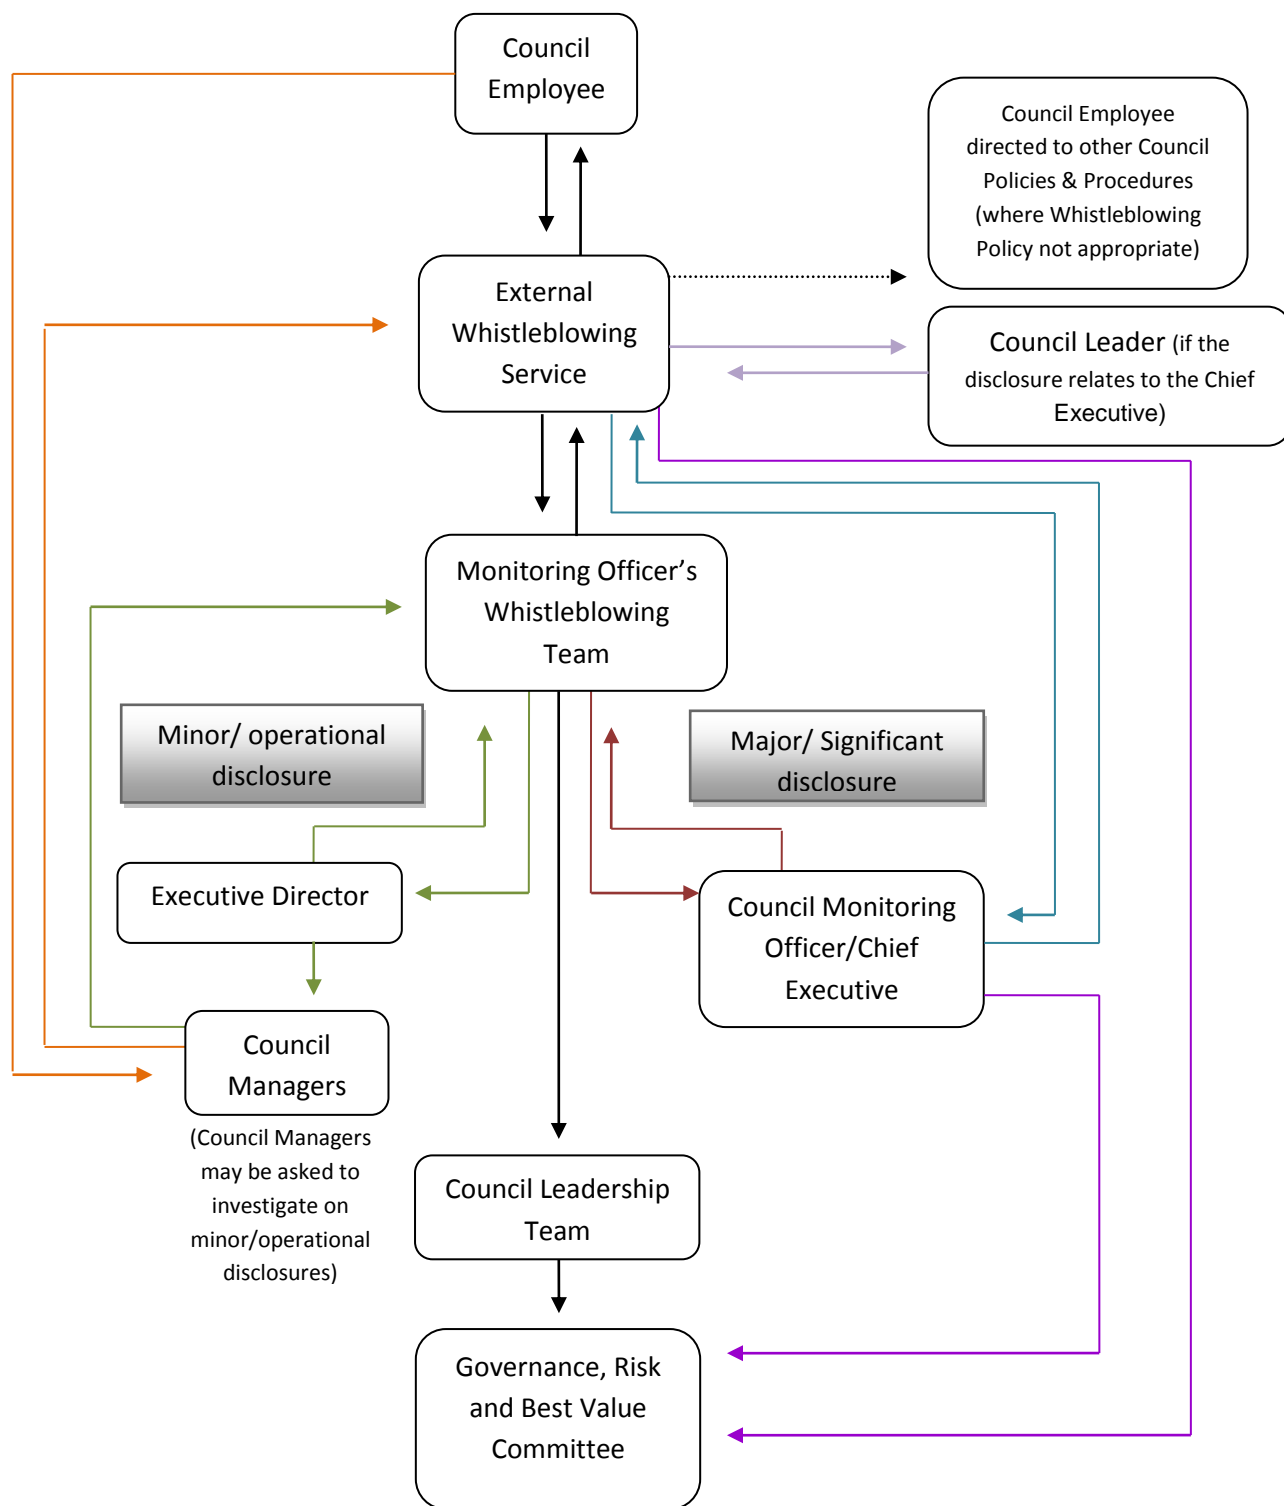 Council
Employee
Council Employee
directed to other Council
Policies & Procedures
(where Whistleblowing
Policy not appropriate)
External
Whistleblowing
Service
Council Leader (if the
disclosure relates to the Chief
Executive)
Monitoring Officer’s
Whistleblowing
Team
Minor/ operational
disclosure
Major/ Significant
disclosure
Executive Director
Council Monitoring
Officer/Chief
Executive
Council
Managers
(Council Managers
may be asked to
investigate on
minor/operational
disclosures)
Council Leadership
Team
Governance, Risk
and Best Value
Committee